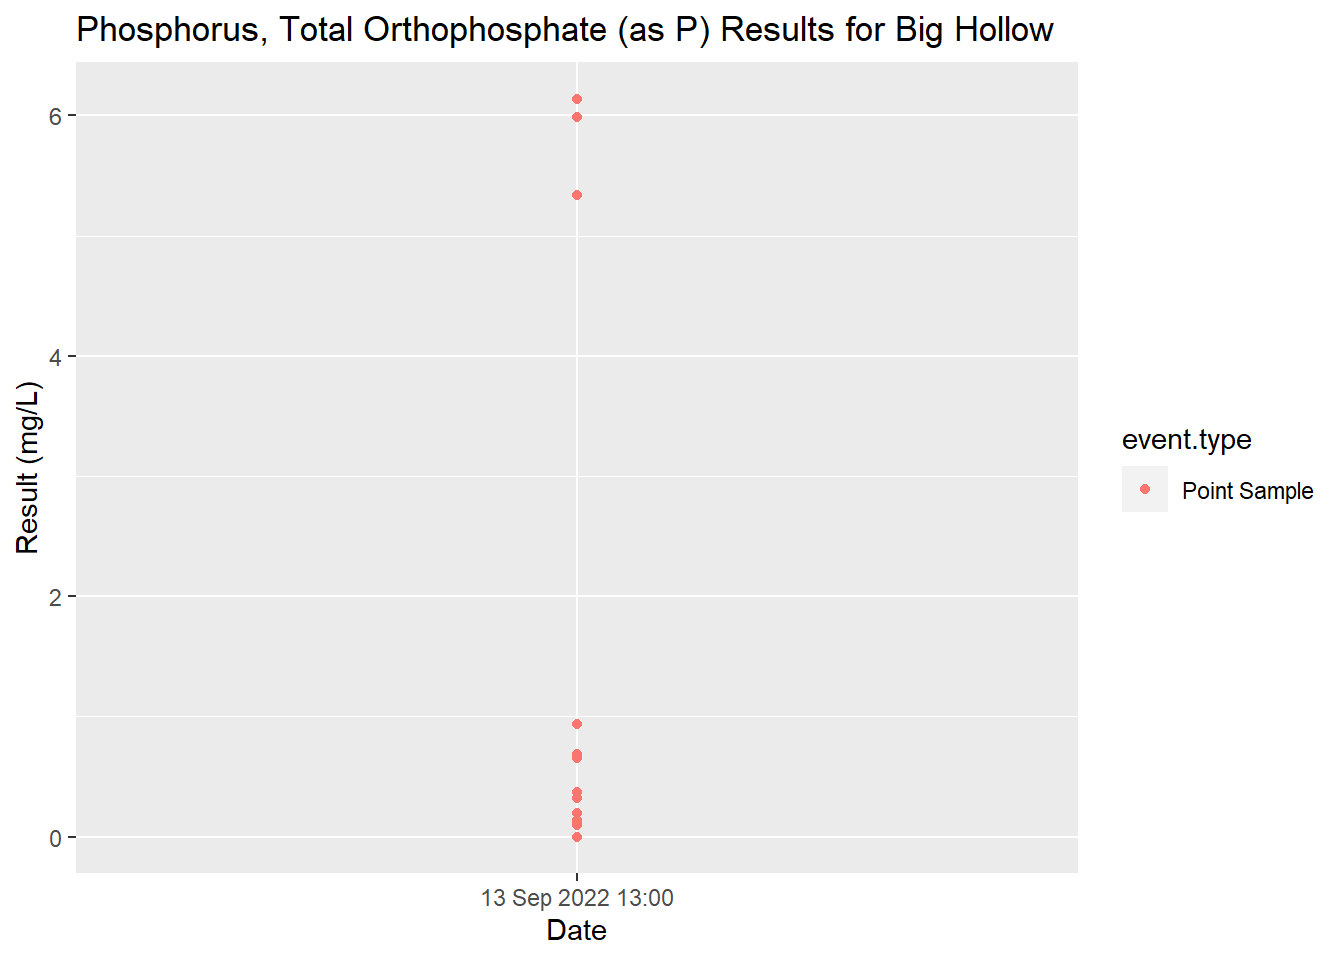 Phosphorus, Total Orthophosphate (as P) Results for Big Hollow
6
4
2
0
Result (mg/L)
13 Sep 2022 13:00
Date
event.type
Point Sample